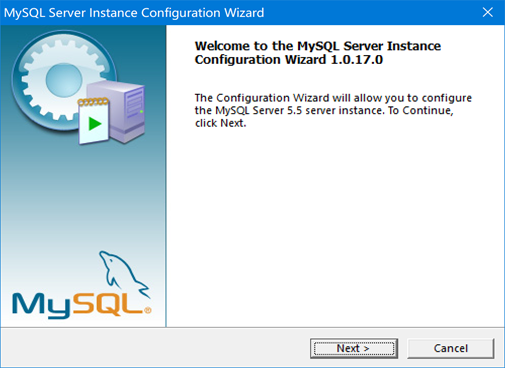 MySQL Server Instance Configuration Wizard
Welcome to the MySQL Server Instance
Configuration Wizard 1.0.17.0
The Configuration Wizard will allow you to configure
the MySQL Server 5.5 server instance. To Continue,
click Next.
MySQL®
Next >
Cancel